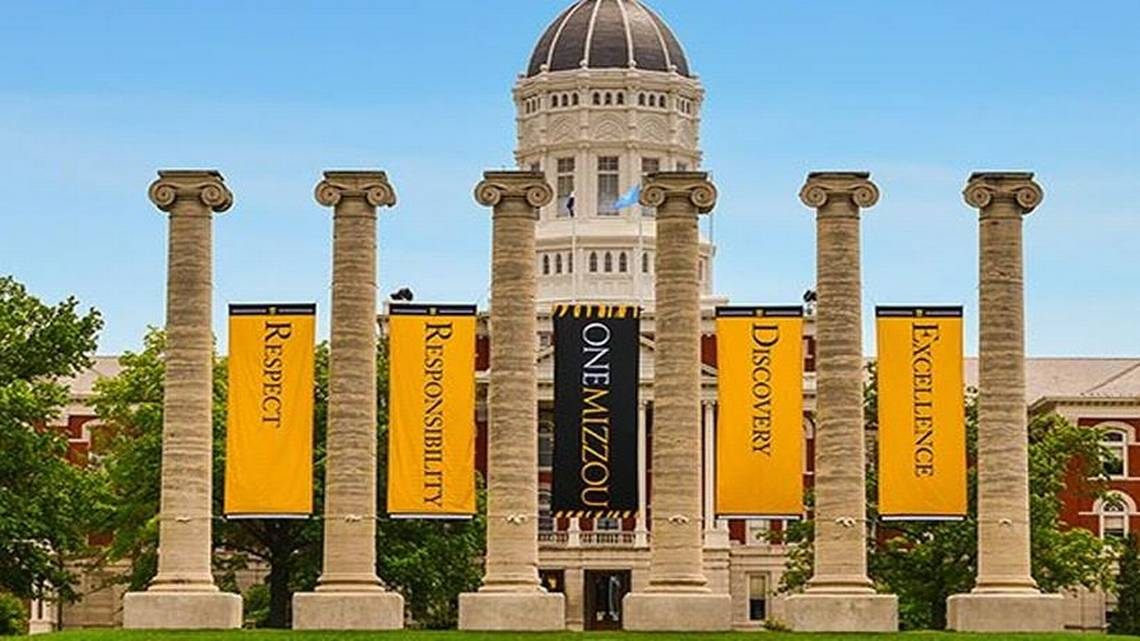 RESPECT
RESPONSIBILITY
ONEMIZZOU
DISCOVERY
EXCELLENCE